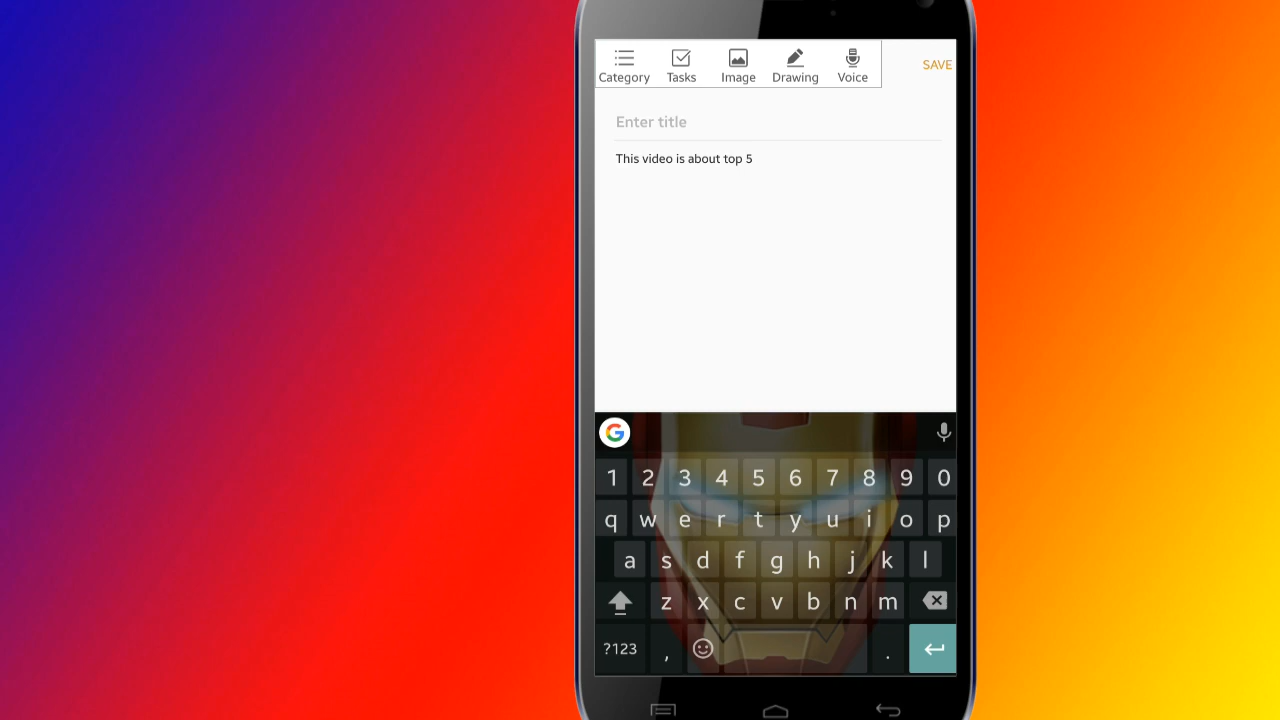 Category Tasks Image Drawing Voice SAVE
Enter title
This video is about top 5
G
1 2 3 4 5 6 7 8 9 0
q w e r t y u i o p
a s d f g h j k l
z x c v b n m
?123 , .